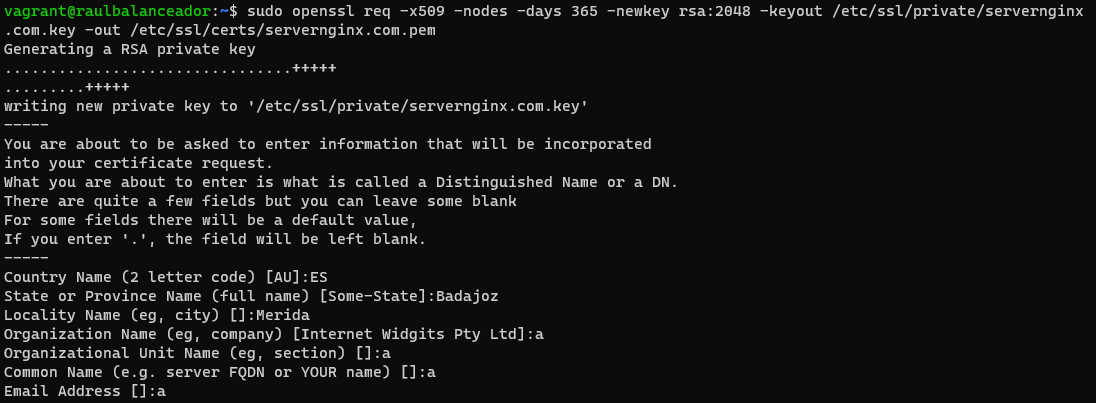 vagrant@raulbalanceador:~$ sudo openssl req -x509 -nodes -days 365 -newkey rsa:2048 -keyout /etc/ssl/private/servernginx
.com.key -out /etc/ssl/certs/servernginx.com.pem
Generating a RSA private key
................................+++++
.........+++++
writing new private key to '/etc/ssl/private/servernginx.com.key'
-----
You are about to be asked to enter information that will be incorporated
into your certificate request.
What you are about to enter is what is called a Distinguished Name or a DN.
There are quite a few fields but you can leave some blank
For some fields there will be a default value,
If you enter '.', the field will be left blank.
-----
Country Name (2 letter code) [AU]:ES
State or Province Name (full name) [Some-State]:Badajoz
Locality Name (eg, city) []:Merida
Organization Name (eg, company) [Internet Widgits Pty Ltd]:a
Organizational Unit Name (eg, section) []:a
Common Name (e.g. server FQDN or YOUR name) []:a
Email Address []:a